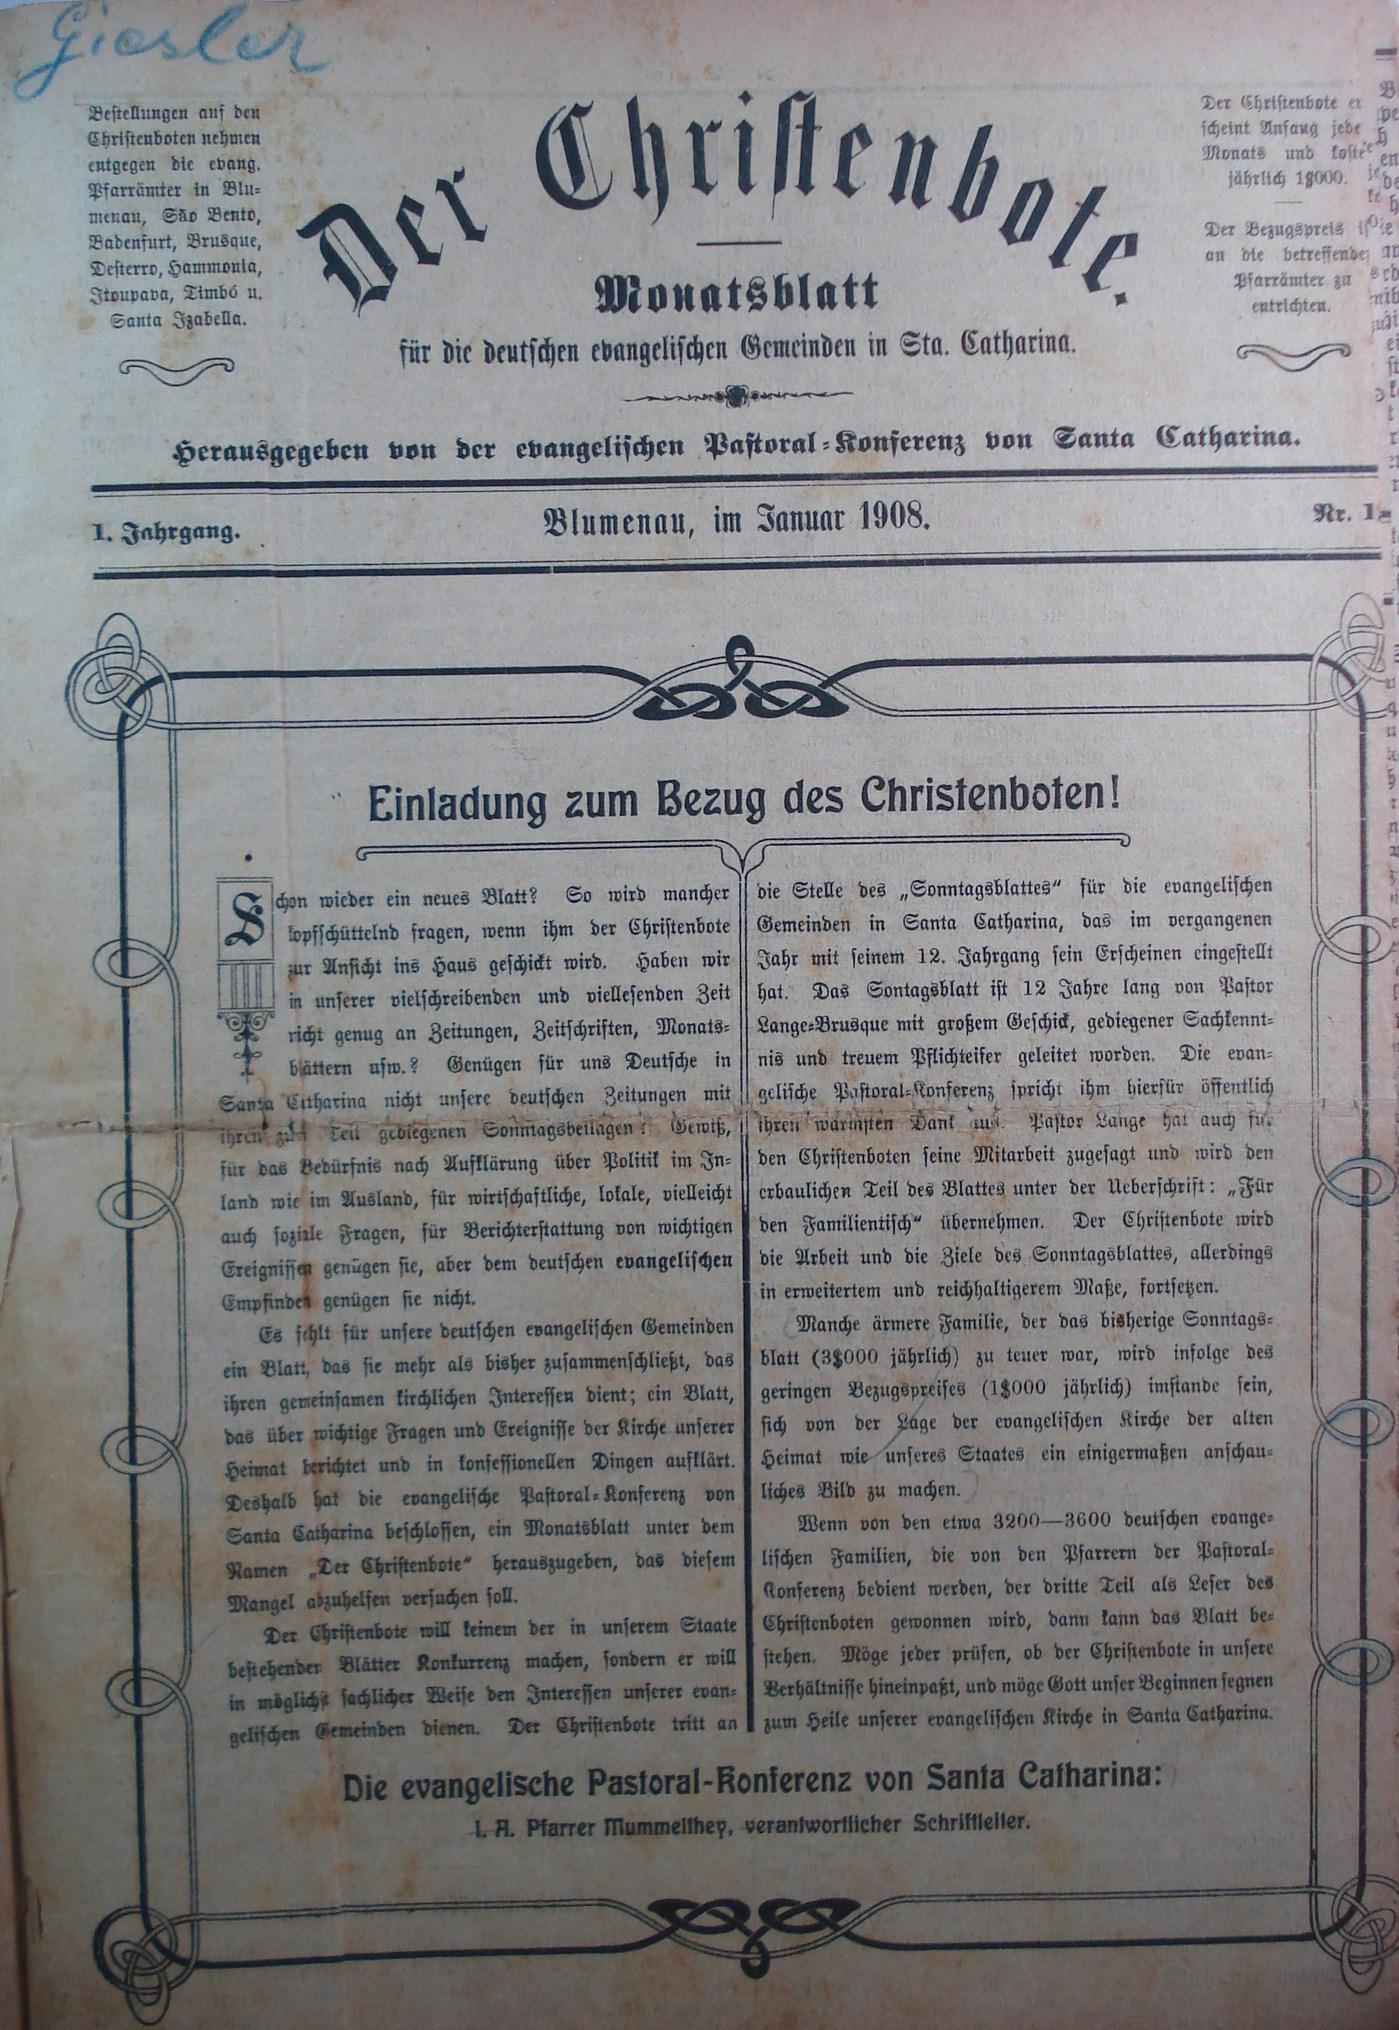 Giesler
Bestellungen auf den
Christenboten nehmen
entgegen die evang.
Pfarrämter in Blu-
menau, São Bento,
Badenfurt, Brusque,
Desterro, Hammonia,
Itoupava, Timbó u.
Santa Izabella.
Der Christenbote.
Monatsblatt
für die deutschen evangelischen Gemeinden in Sta. Catharina.
Der Christenbote er
scheint Anfang jede
Monats und koste
jährlich 1$000.
Der Bezugspreis is
an die betreffende
Pfarrämter zu
entrichten.
Herausgegeben von der evangelischen Pastoral-Konferenz von Santa Catharina.
1. Jahrgang.
Blumenau, im Januar 1908.
Nr. 1.
Einladung zum Bezug des Christenboten!
Schon wieder ein neues Blatt? So wird mancher
kopfschüttelnd fragen, wenn ihm der Christenbote
zur Ansicht ins Haus geschickt wird. Haben wir
in unserer vielschreibenden und viellesenden Zeit
nicht genug an Zeitungen, Zeitschriften, Monats-
blättern usw.? Genügen für uns Deutsche in
Santa Catharina nicht unsere deutschen Zeitungen mit
ihren zum Teil gediegenen Sonntagsbeilagen? Gewiß,
für das Bedürfnis nach Aufklärung über Politik im In-
land wie im Ausland, für wirtschaftliche, lokale, vielleicht
auch soziale Fragen, für Berichterstattung von wichtigen
Ereignissen genügen sie, aber dem deutschen evangelischen
Empfinden genügen sie nicht.
Es fehlt für unsere deutschen evangelischen Gemeinden
ein Blatt, das sie mehr als bisher zusammenschließt, das
ihren gemeinsamen kirchlichen Interessen dient; ein Blatt,
das über wichtige Fragen und Ereignisse der Kirche unserer
Heimat berichtet und in konfessionellen Dingen aufklärt.
Deshalb hat die evangelische Pastoral-Konferenz von
Santa Catharina beschlossen, ein Monatsblatt unter dem
Namen „Der Christenbote“ herauszugeben, das diesem
Mangel abzuhelfen versuchen soll.
Der Christenbote will keinem der in unserem Staate
bestehender Blätter Konkurrenz machen, sondern er will
in möglichst sachlicher Weise den Interessen unserer evan-
gelischen Gemeinden dienen. Der Christenbote tritt an
die Stelle des „Sonntagsblattes“ für die evangelischen
Gemeinden in Santa Catharina, das im vergangenen
Jahr mit seinem 12. Jahrgang sein Erscheinen eingestellt
hat. Das Sontagsblatt ist 12 Jahre lang von Pastor
Lange-Brusque mit großem Geschick, gediegener Sachkennt-
nis und treuem Pflichteifer geleitet worden. Die evan-
gelische Pastoral-Konferenz spricht ihm hierfür öffentlich
ihren wärmsten Dank aus. Pastor Lange hat auch für
den Christenboten seine Mitarbeit zugesagt und wird den
erbaulichen Teil des Blattes unter der Ueberschrift: „Für
den Familientisch“ übernehmen. Der Christenbote wird
die Arbeit und die Ziele des Sonntagsblattes, allerdings
in erweitertem und reichhaltigerem Maße, fortsetzen.
Manche ärmere Familie, der das bisherige Sonntags-
blatt (3$000 jährlich) zu teuer war, wird infolge des
geringen Bezugspreises (1$000 jährlich) imstande sein,
sich von der Lage der evangelischen Kirche der alten
Heimat wie unseres Staates ein einigermaßen anschau-
liches Bild zu machen.
Wenn von den etwa 3200—3600 deutschen evange-
lischen Familien, die von den Pfarrern der Pastoral-
Konferenz bedient werden, der dritte Teil als Leser des
Christenboten gewonnen wird, dann kann das Blatt be-
stehen. Möge jeder prüfen, ob der Christenbote in unsere
Verhältnisse hineinpaßt, und möge Gott unser Beginnen segnen
zum Heile unserer evangelischen Kirche in Santa Catharina.
Die evangelische Pastoral-Konferenz von Santa Catharina:
I. A. Pfarrer Mummelthey, verantwortlicher Schriftleiter.